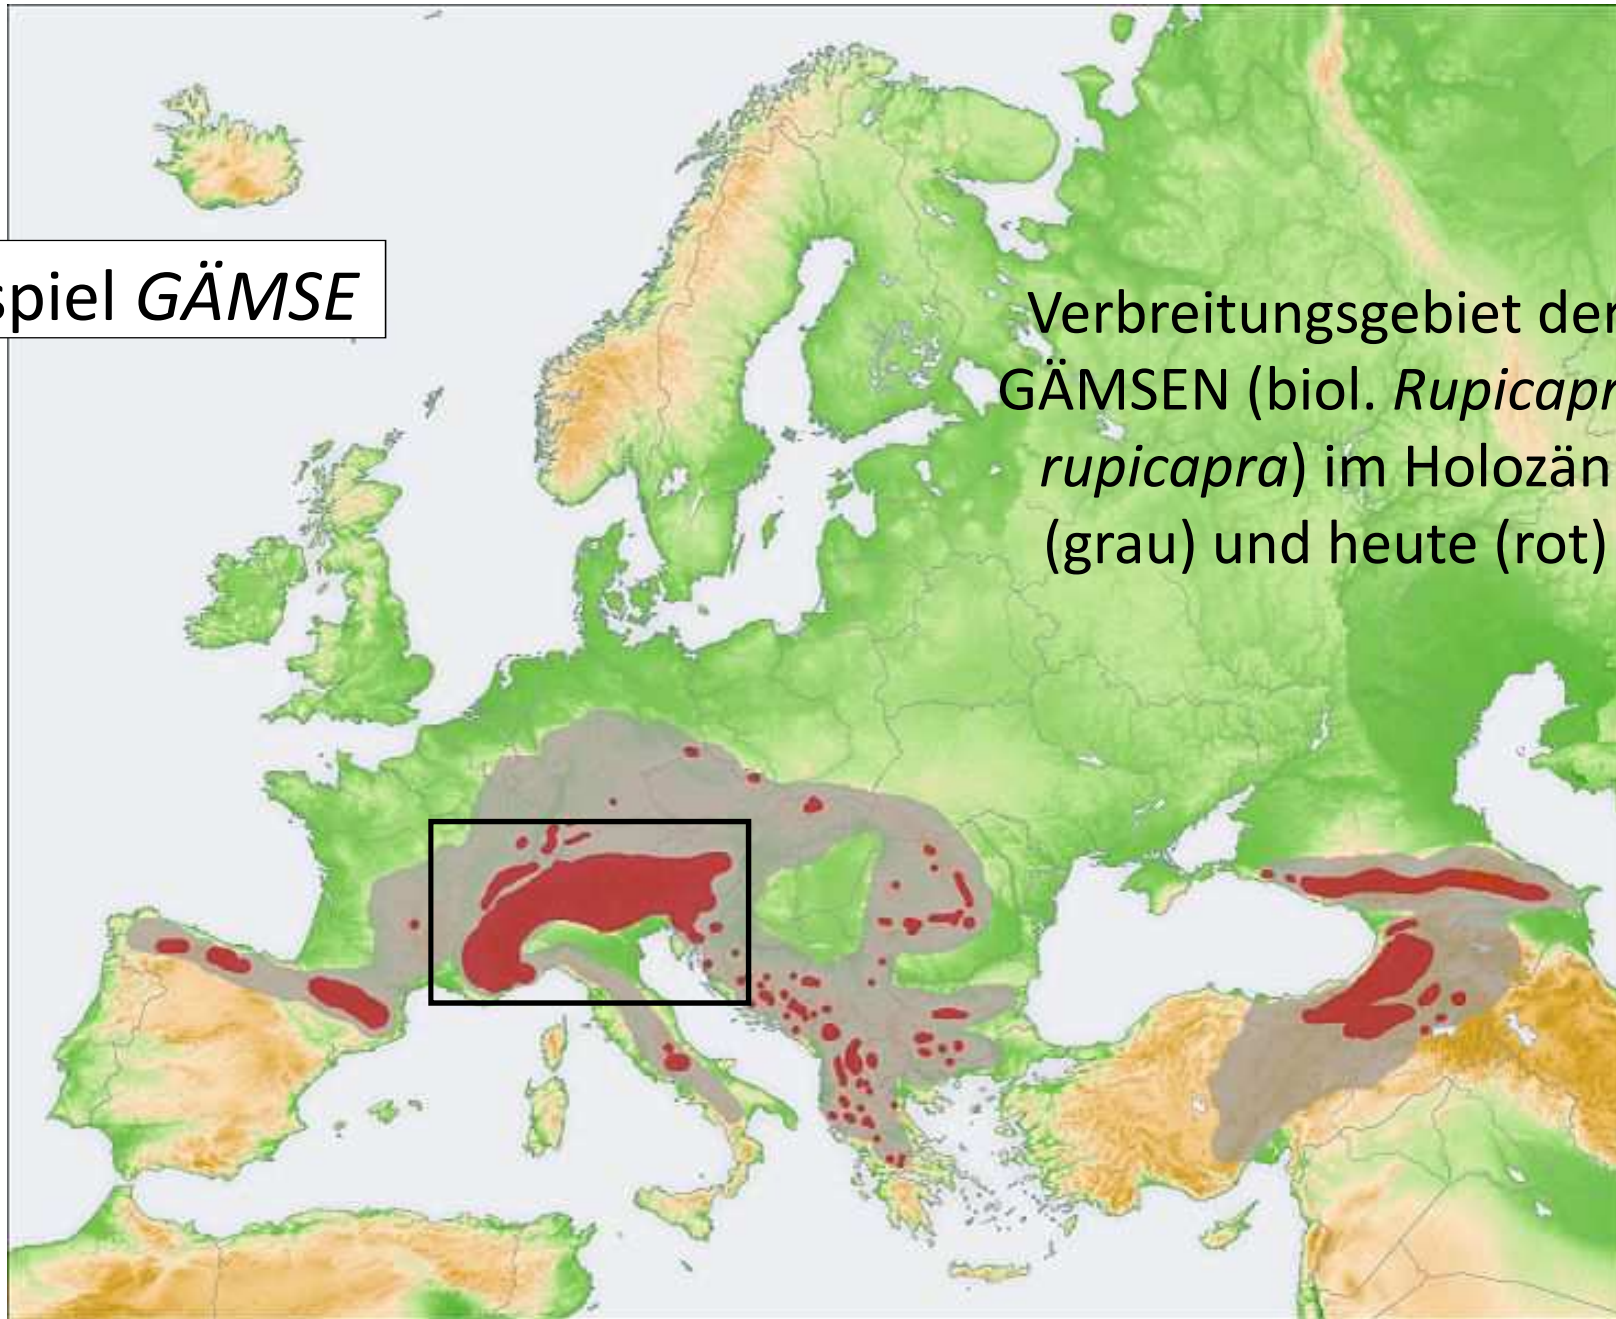 spiel GÄMSE
Verbreitungsgebiet der
GÄMSEN (biol. Rupicapr
rupicapra) im Holozän
(grau) und heute (rot)